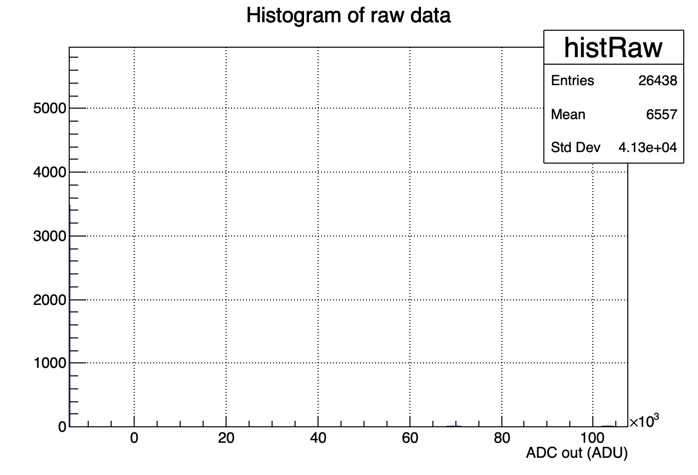 Histogram of raw data
histRaw
Entries 26438
Mean 6557
Std Dev 4.13e+04
5000
4000
3000
2000
1000
0
0 20 40 60 80 100
×10³
ADC out (ADU)